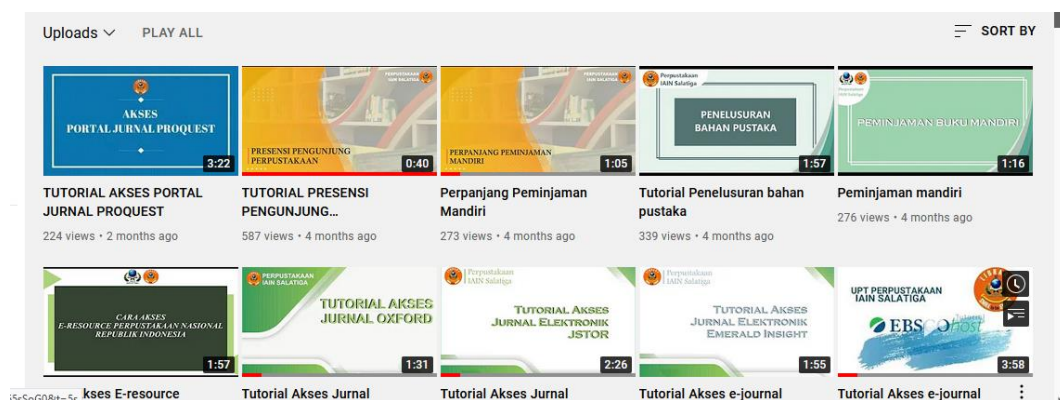 Uploads PLAY ALL SORT BY
AKSES
PORTAL JURNAL PROQUEST
3:22
TUTORIAL AKSES PORTAL
JURNAL PROQUEST
224 views • 2 months ago
PERPUSTAKAAN
IAIN SALATIGA
PRESENSI PENGUNJUNG
PERPUSTAKAAN
0:40
TUTORIAL PRESENSI
PENGUNJUNG...
587 views • 4 months ago
PERPUSTAKAAN
IAIN SALATIGA
PERPANJANG PEMINJAMAN
MANDIRI
1:05
Perpanjang Peminjaman
Mandiri
273 views • 4 months ago
Perpustakaan
IAIN Salatiga
PENELUSURAN
BAHAN PUSTAKA
1:57
Tutorial Penelusuran bahan
pustaka
339 views • 4 months ago
PEMINJAMAN BUKU MANDIRI
1:16
Peminjaman mandiri
276 views • 4 months ago
CARA AKSES
E-RESOURCE PERPUSTAKAAN NASIONAL
REPUBLIK INDONESIA
1:57
kses E-resource
PERPUSTAKAAN
IAIN SALATIGA
TUTORIAL AKSES
JURNAL OXFORD
1:31
Tutorial Akses Jurnal
Perpustakaan
IAIN Salatiga
TUTORIAL AKSES
JURNAL ELEKTRONIK
JSTOR
2:26
Tutorial Akses Jurnal
Perpustakaan
IAIN Salatiga
TUTORIAL AKSES
JURNAL ELEKTRONIK
EMERALD INSIGHT
1:55
Tutorial Akses e-journal
UPT PERPUSTAKAAN
IAIN SALATIGA
EBSCOhost
3:58
Tutorial Akses e-journal